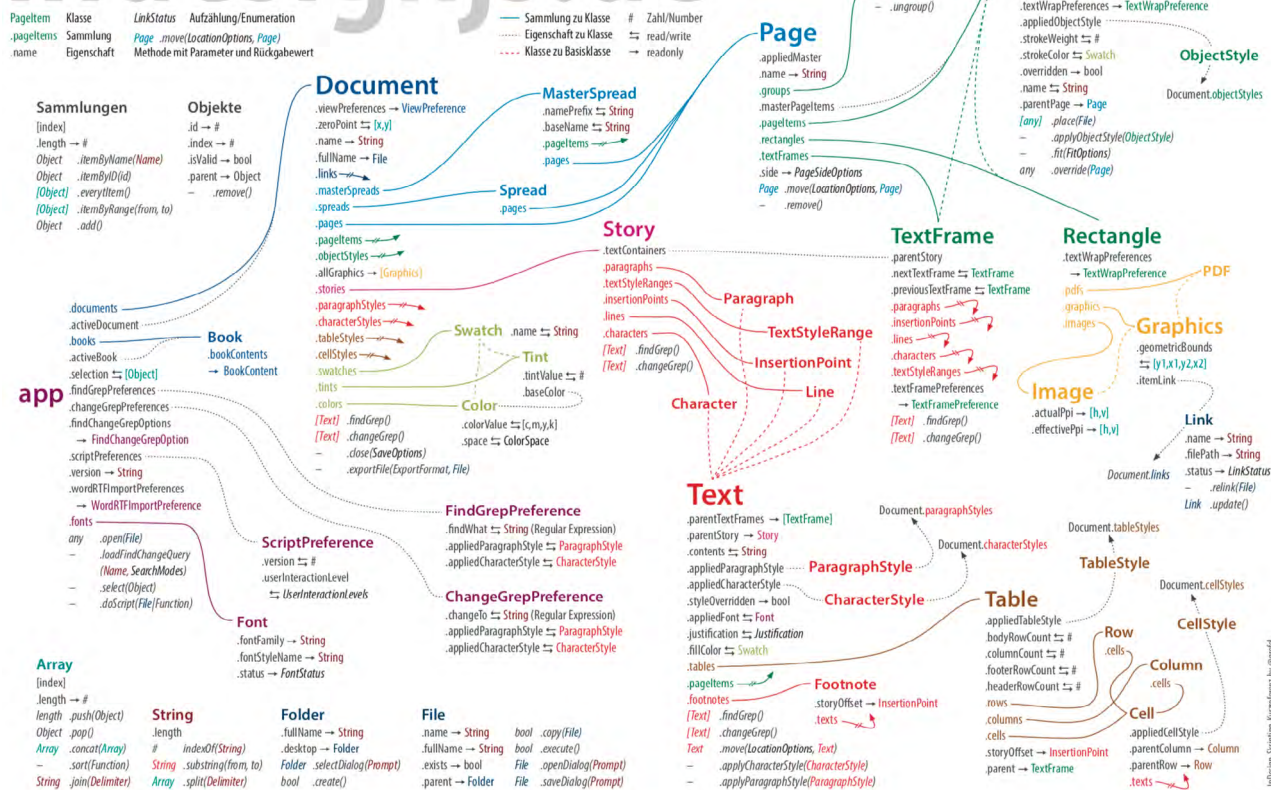 PageItem Klasse LinkStatus Aufzählung/Enumeration
.pageItems Sammlung Page .move(LocationOptions, Page)
.name Eigenschaft Methode mit Parameter und Rückgabewert
Sammlung zu Klasse # Zahl/Number
Eigenschaft zu Klasse ⇆ read/write
Klasse zu Basisklasse → readonly
Sammlungen
[index]
.length → #
Object .itemByName(Name)
Object .itemByID(id)
[Object] .everyItem()
[Object] .itemByRange(from, to)
Object .add()
Objekte
.id → #
.index → #
.isValid → bool
.parent → Object
– .remove()
app
.documents
.activeDocument
.books
.activeBook
.selection ⇆ [Object]
.findGrepPreferences
.changeGrepPreferences
.findChangeGrepOptions
→ FindChangeGrepOption
.scriptPreferences
.version → String
.wordRTFImportPreferences
→ WordRTFImportPreference
.fonts
any .open(File)
– .loadFindChangeQuery
(Name, SearchModes)
– .select(Object)
– .doScript(File|Function)
Book
.bookContents
→ BookContent
Document
.viewPreferences → ViewPreference
.zeroPoint ⇆ [x,y]
.name → String
.fullName → File
.links
.masterSpreads
.spreads
.pages
.pageItems
.objectStyles
.allGraphics → [Graphics]
.stories
.paragraphStyles
.characterStyles
.tableStyles
.cellStyles
.swatches
.tints
.colors
[Text] .findGrep()
[Text] .changeGrep()
– .close(SaveOptions)
– .exportFile(ExportFormat, File)
MasterSpread
.namePrefix ⇆ String
.baseName ⇆ String
.pageItems
.pages
Spread
.pages
Page
.appliedMaster
.name → String
.groups
.masterPageItems
.pageItems
.rectangles
.textFrames
.side → PageSideOptions
Page .move(LocationOptions, Page)
– .remove()
– .ungroup()
.textWrapPreferences → TextWrapPreference
.appliedObjectStyle
.strokeWeight ⇆ #
.strokeColor ⇆ Swatch
.overridden → bool
.name ⇆ String
.parentPage → Page
[any] .place(File)
– .applyObjectStyle(ObjectStyle)
– .fit(FitOptions)
any .override(Page)
ObjectStyle
Document.objectStyles
Story
.textContainers
.paragraphs
.textStyleRanges
.insertionPoints
.lines
.characters
[Text] .findGrep()
[Text] .changeGrep()
Paragraph
TextStyleRange
InsertionPoint
Line
Character
Swatch .name ⇆ String
Tint
.tintValue ⇆ #
.baseColor
Color
.colorValue ⇆ [c,m,y,k]
.space ⇆ ColorSpace
TextFrame
.parentStory
.nextTextFrame ⇆ TextFrame
.previousTextFrame ⇆ TextFrame
.paragraphs
.insertionPoints
.lines
.characters
.textStyleRanges
.textFramePreferences
→ TextFramePreference
[Text] .findGrep()
[Text] .changeGrep()
Rectangle
.textWrapPreferences
→ TextWrapPreference
.pdfs
.graphics
.images
PDF
Graphics
.geometricBounds
⇆ [y1,x1,y2,x2]
.itemLink
Image
.actualPpi → [h,v]
.effectivePpi → [h,v]
Link
.name → String
.filePath → String
.status → LinkStatus
– .relink(File)
Link .update()
Document.links
FindGrepPreference
.findWhat ⇆ String (Regular Expression)
.appliedParagraphStyle ⇆ ParagraphStyle
.appliedCharacterStyle ⇆ CharacterStyle
ScriptPreference
.version ⇆ #
.userInteractionLevel
⇆ UserInteractionLevels
ChangeGrepPreference
.changeTo ⇆ String (Regular Expression)
.appliedParagraphStyle ⇆ ParagraphStyle
.appliedCharacterStyle ⇆ CharacterStyle
Font
.fontFamily → String
.fontStyleName → String
.status → FontStatus
Text
.parentTextFrames → [TextFrame]
.parentStory → Story
.contents ⇆ String
.appliedParagraphStyle
.appliedCharacterStyle
.styleOverridden → bool
.appliedFont ⇆ Font
.justification ⇆ Justification
.fillColor ⇆ Swatch
.tables
.pageItems
.footnotes
[Text] .findGrep()
[Text] .changeGrep()
Text .move(LocationOptions, Text)
– .applyCharacterStyle(CharacterStyle)
– .applyParagraphStyle(ParagraphStyle)
Document.paragraphStyles
Document.characterStyles
ParagraphStyle
CharacterStyle
Footnote
.storyOffset → InsertionPoint
.texts
Table
.appliedTableStyle
.bodyRowCount ⇆ #
.columnCount ⇆ #
.footerRowCount ⇆ #
.headerRowCount ⇆ #
.rows
.columns
.cells
.storyOffset → InsertionPoint
.parent → TextFrame
Document.tableStyles
TableStyle
Document.cellStyles
CellStyle
Row
.cells
Column
.cells
Cell
.appliedCellStyle
.parentColumn → Column
.parentRow → Row
.texts
Array
[index]
.length → #
length .push(Object)
Object .pop()
Array .concat(Array)
– .sort(Function)
String .join(Delimiter)
String
.length
# indexOf(String)
String .substring(from, to)
Array .split(Delimiter)
Folder
.fullName → String
.desktop → Folder
Folder .selectDialog(Prompt)
bool .create()
File
.name → String bool .copy(File)
.fullName → String bool .execute()
.exists → bool File .openDialog(Prompt)
.parent → Folder File .saveDialog(Prompt)